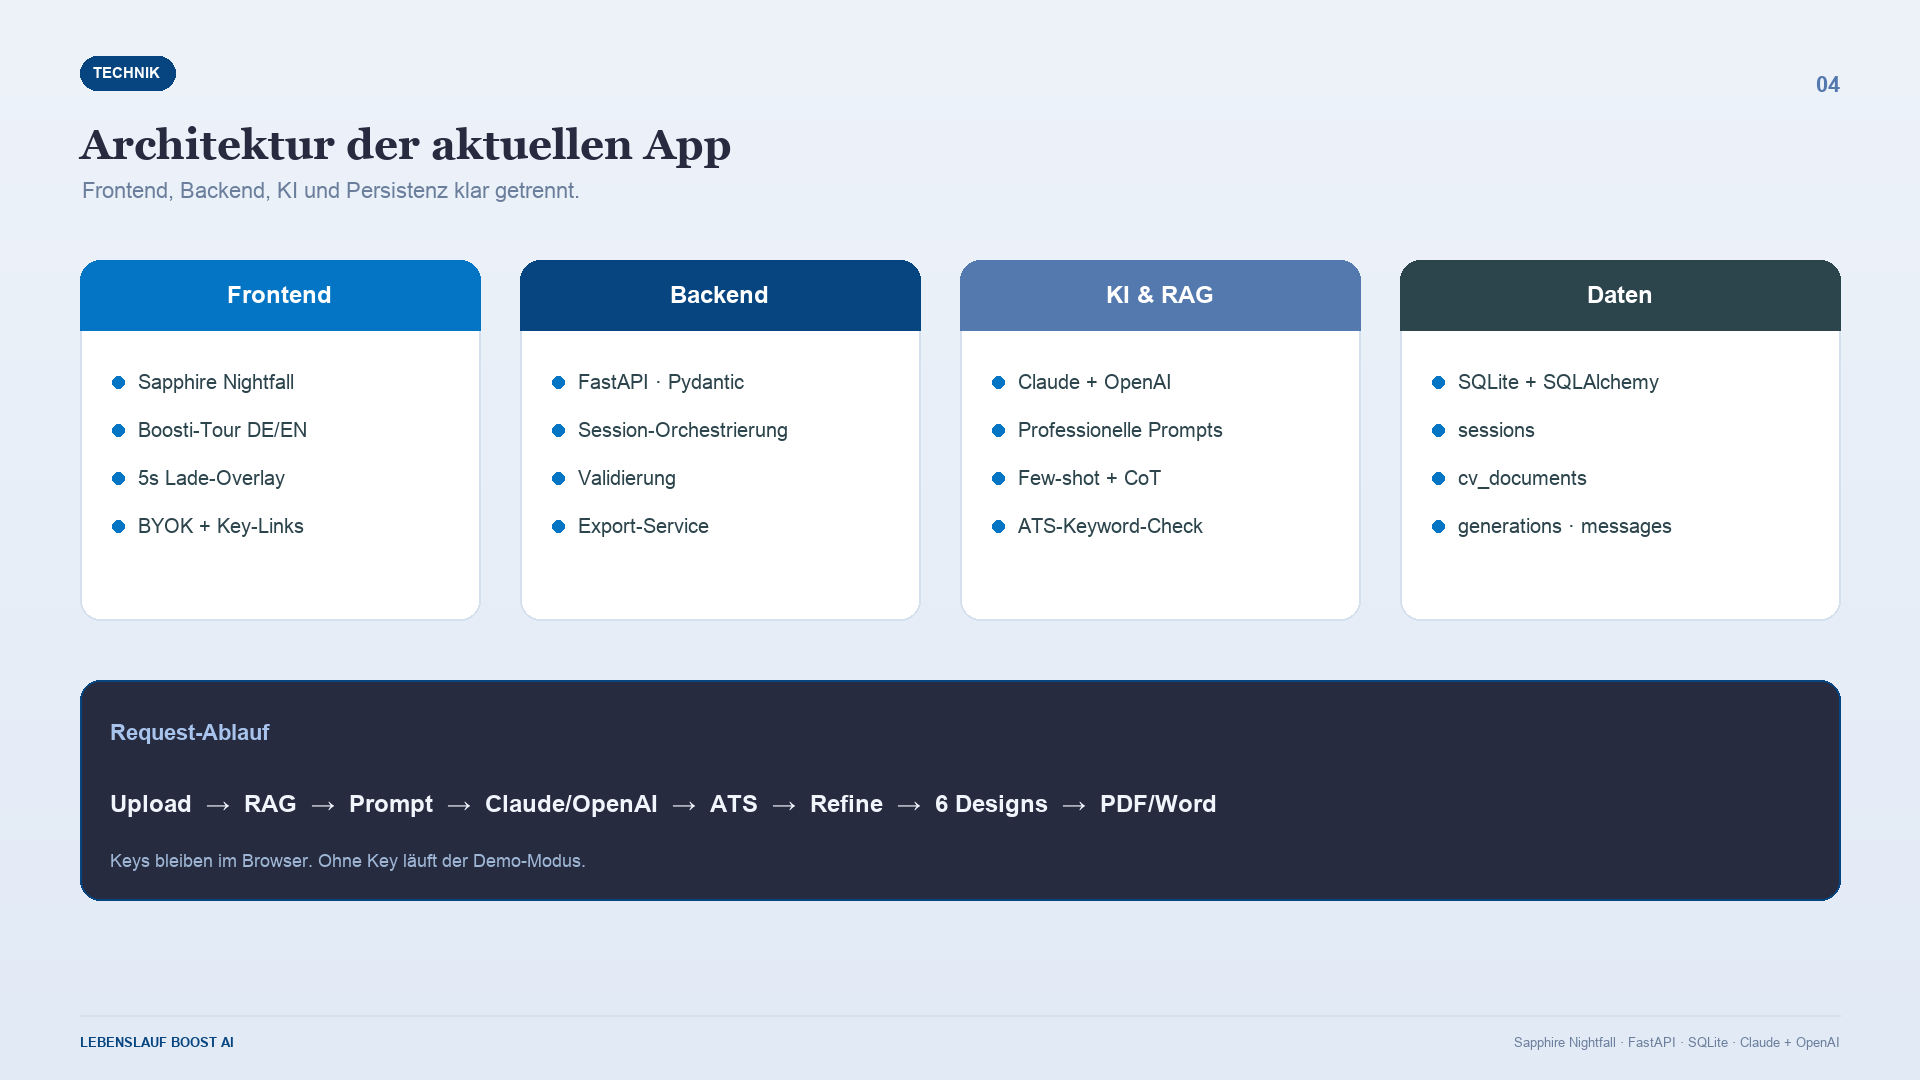 TECHNIK
04
Architektur der aktuellen App
Frontend, Backend, KI und Persistenz klar getrennt.
Frontend
Sapphire Nightfall
Boosti-Tour DE/EN
5s Lade-Overlay
BYOK + Key-Links
Backend
FastAPI · Pydantic
Session-Orchestrierung
Validierung
Export-Service
KI & RAG
Claude + OpenAI
Professionelle Prompts
Few-shot + CoT
ATS-Keyword-Check
Daten
SQLite + SQLAlchemy
sessions
cv_documents
generations · messages
Request-Ablauf
Upload → RAG → Prompt → Claude/OpenAI → ATS → Refine → 6 Designs → PDF/Word
Keys bleiben im Browser. Ohne Key läuft der Demo-Modus.
LEBENSLAUF BOOST AI
Sapphire Nightfall · FastAPI · SQLite · Claude + OpenAI